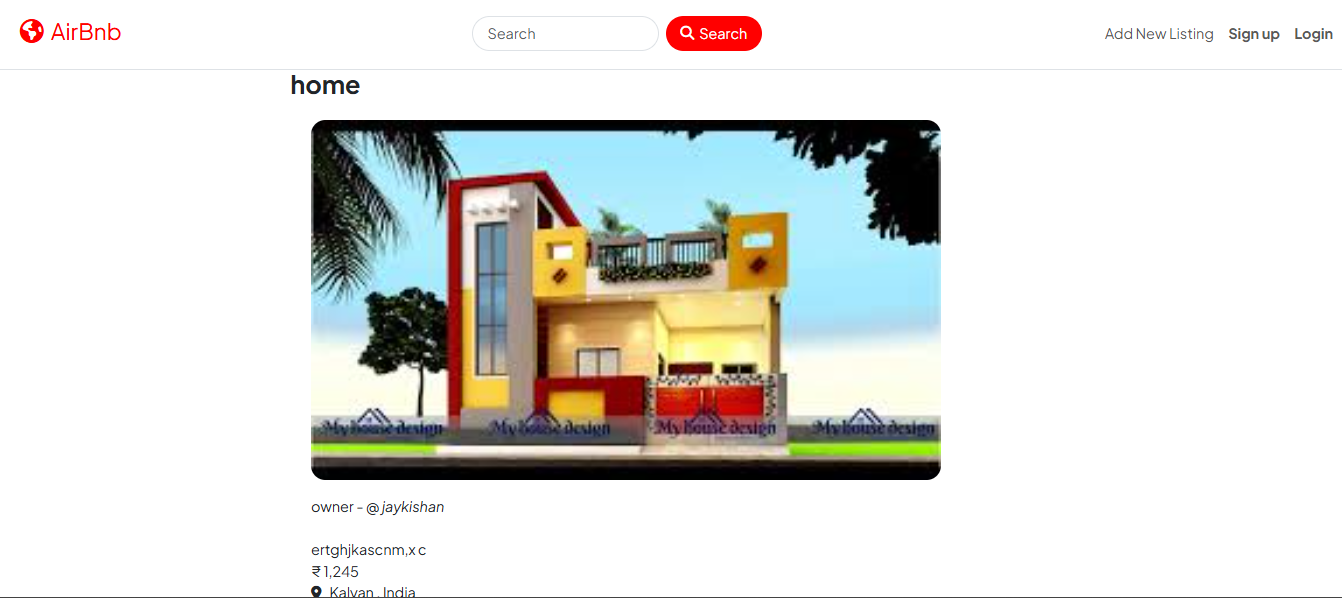 AirBnb
Search
Search
Add New Listing
Sign up
Login
home
My house design
My house design
My house design
My house design
owner - @jaykishan
ertghjkascnm,x c
₹1,245
Kalyan , India